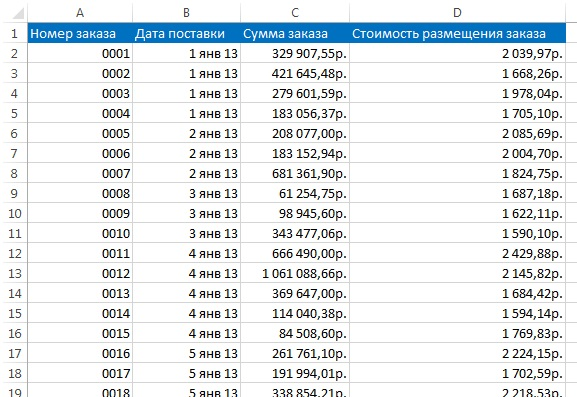 A B C D
1 Номер заказа Дата поставки Сумма заказа Стоимость размещения заказа
2 0001 1 янв 13 329 907,55р. 2 039,97р.
3 0002 1 янв 13 421 645,48р. 1 668,26р.
4 0003 1 янв 13 279 601,59р. 1 978,04р.
5 0004 1 янв 13 183 056,37р. 1 705,10р.
6 0005 2 янв 13 208 077,00р. 2 085,69р.
7 0006 2 янв 13 183 152,94р. 2 004,70р.
8 0007 2 янв 13 681 361,90р. 1 824,75р.
9 0008 3 янв 13 61 254,75р. 1 687,18р.
10 0009 3 янв 13 98 945,60р. 1 622,11р.
11 0010 3 янв 13 343 477,06р. 1 590,10р.
12 0011 4 янв 13 666 490,00р. 2 429,88р.
13 0012 4 янв 13 1 061 088,66р. 2 145,82р.
14 0013 4 янв 13 369 647,00р. 1 684,42р.
15 0014 4 янв 13 114 040,38р. 1 594,14р.
16 0015 4 янв 13 84 508,60р. 1 769,83р.
17 0016 5 янв 13 261 761,10р. 2 224,15р.
18 0017 5 янв 13 191 994,01р. 1 702,59р.
19 0018 5 янв 13 338 854,21р. 2 218,53р.